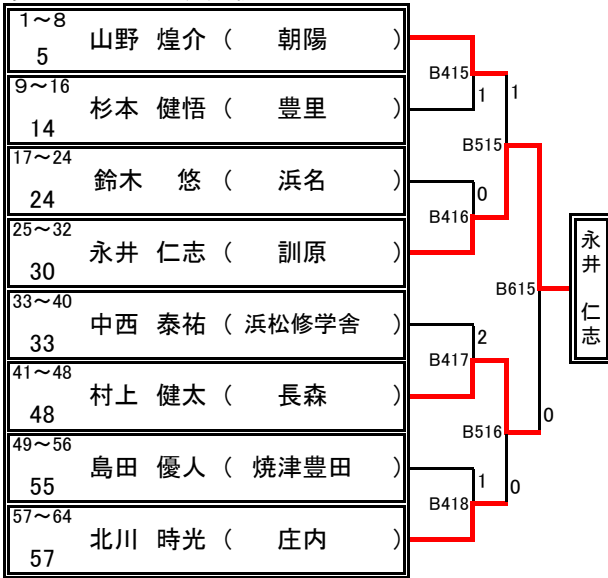 1～8
5 山野 煌介 ( 朝陽 )
B415
9～16
1
1
14 杉本 健悟 ( 豊里 )
B515
17～24
24 鈴木 悠 ( 浜名 )
0
B416
25～32
30 永井 仁志 ( 訓原 )
永井 仁志
B615
33～40
33 中西 泰祐 ( 浜松修学舎 )
2
B417
41～48
48 村上 健太 ( 長森 )
0
B516
49～56
55 島田 優人 ( 焼津豊田 )
1
0
B418
57～64
57 北川 時光 ( 庄内 )